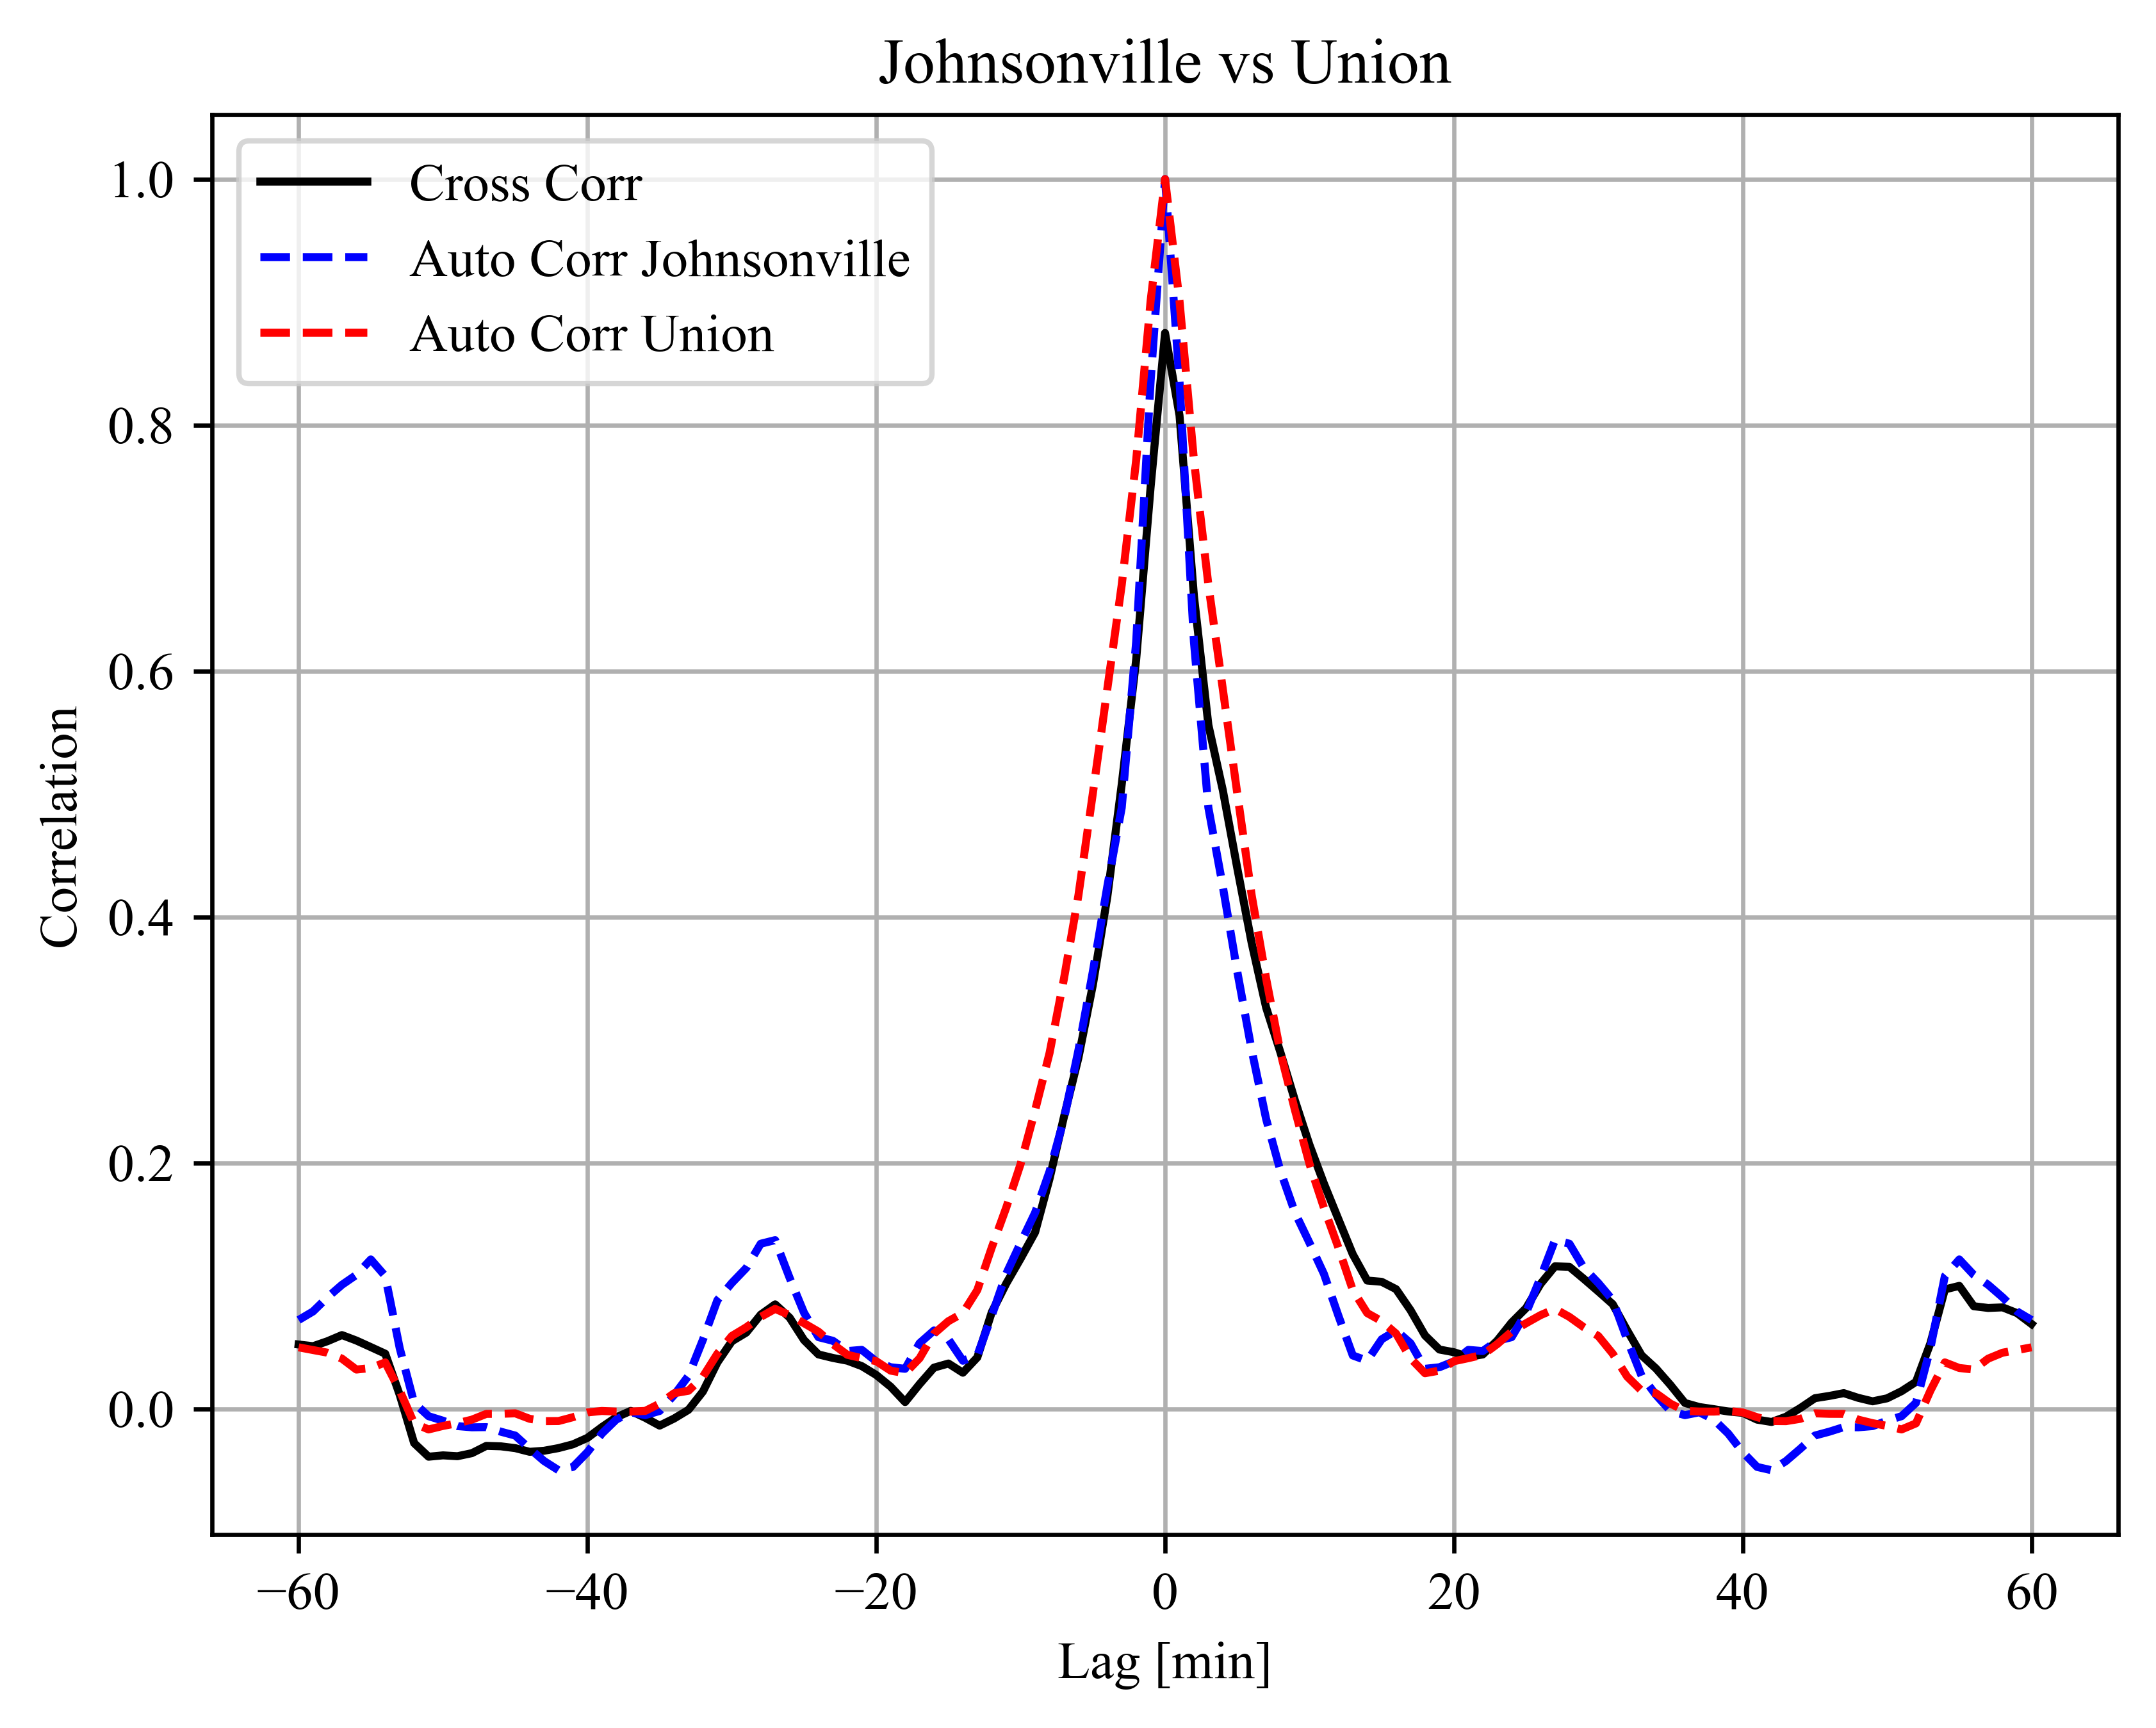 Johnsonville vs Union
Cross Corr
Auto Corr Johnsonville
Auto Corr Union
1.0
0.8
0.6
0.4
0.2
0.0
Correlation
−60 −40 −20 0 20 40 60
Lag [min]